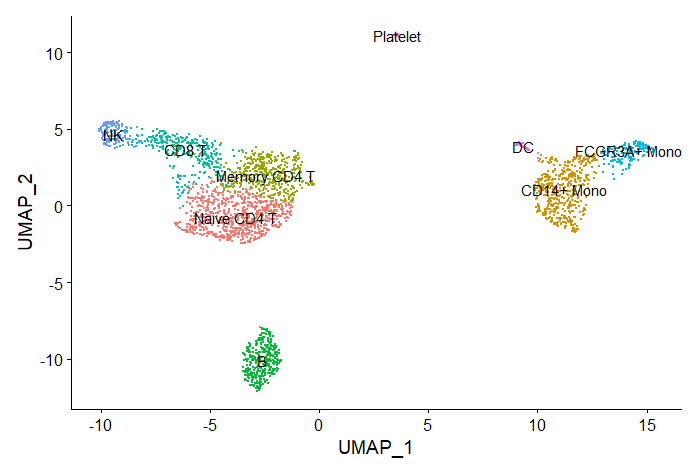 Platelet
10
NK
CD8 T
DC
FCGR3A+ Mono
5
Memory CD4 T
CD14+ Mono
0
Naive CD4 T
UMAP_2
-5
B
-10
-10 -5 0 5 10 15
UMAP_1